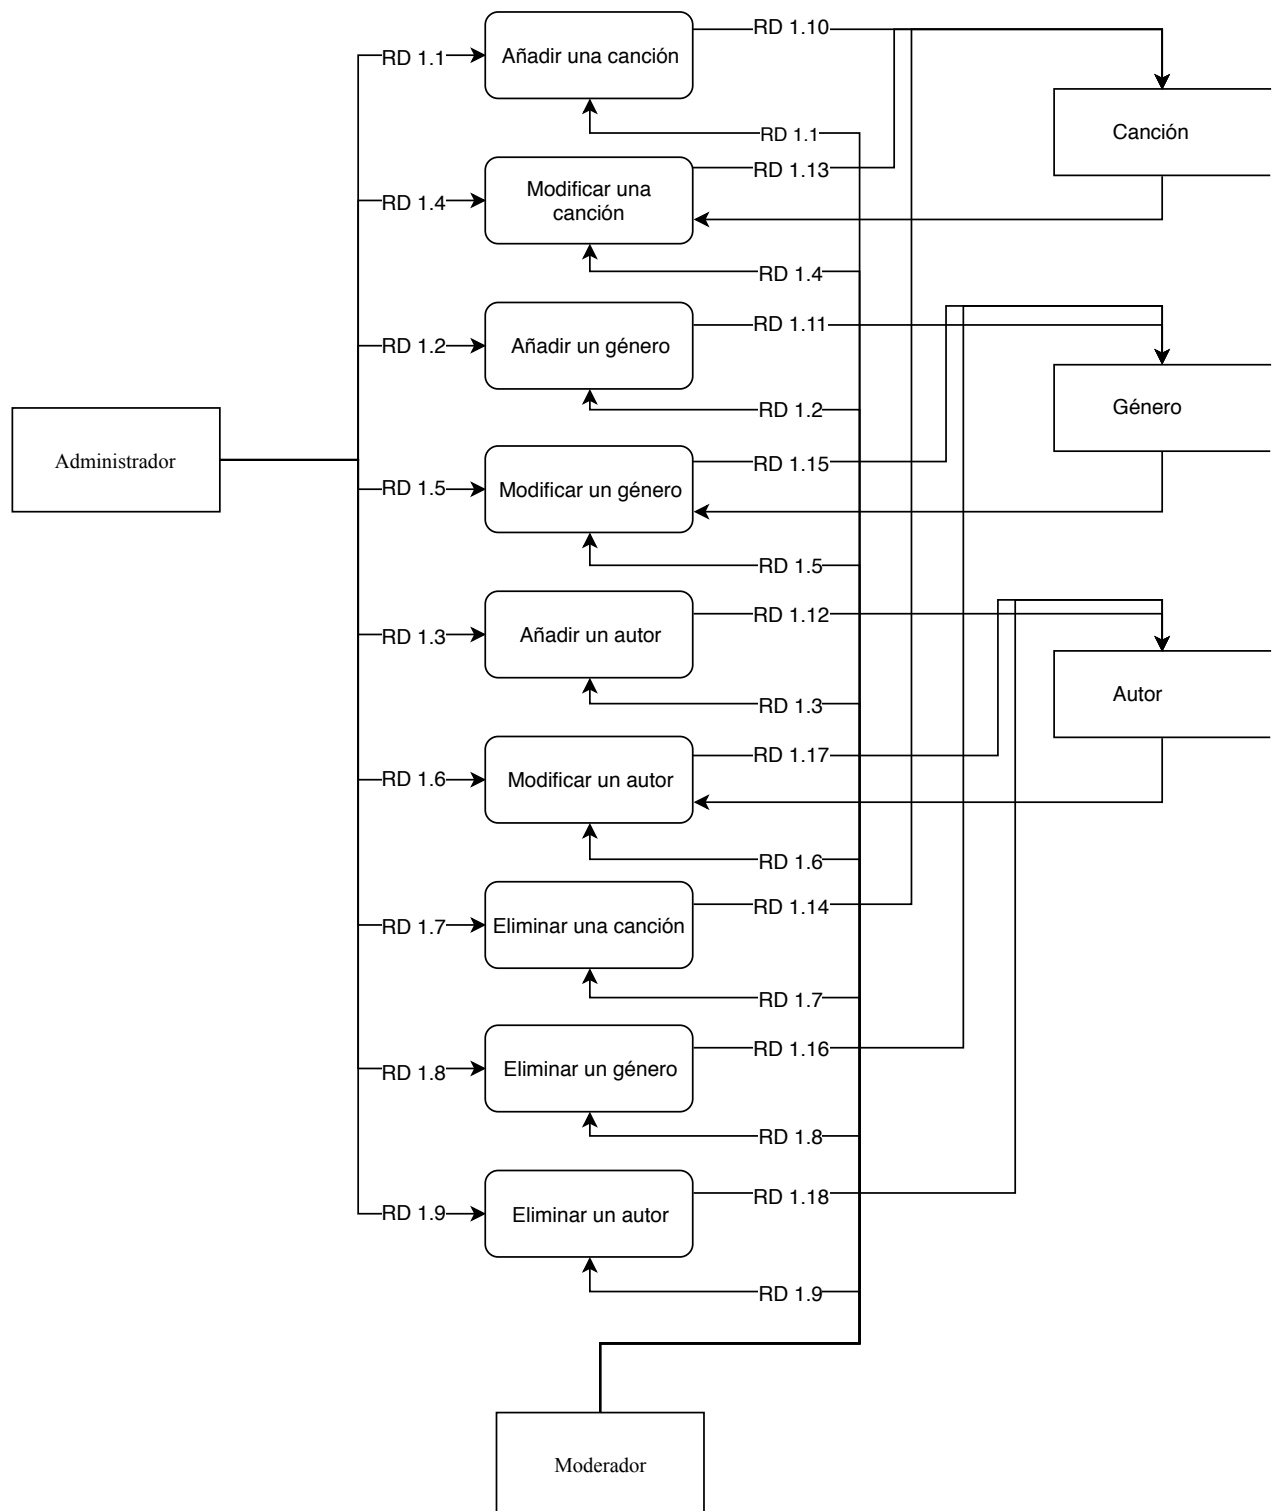 RD 1.10
RD 1.1
Añadir una canción
Canción
RD 1.1
RD 1.13
Modificar una
canción
RD 1.4
RD 1.4
RD 1.11
RD 1.2
Añadir un género
Género
RD 1.2
Administrador
RD 1.15
RD 1.5
Modificar un género
RD 1.5
RD 1.12
RD 1.3
Añadir un autor
Autor
RD 1.3
RD 1.17
RD 1.6
Modificar un autor
RD 1.6
RD 1.14
RD 1.7
Eliminar una canción
RD 1.7
RD 1.16
RD 1.8
Eliminar un género
RD 1.8
RD 1.18
RD 1.9
Eliminar un autor
RD 1.9
Moderador